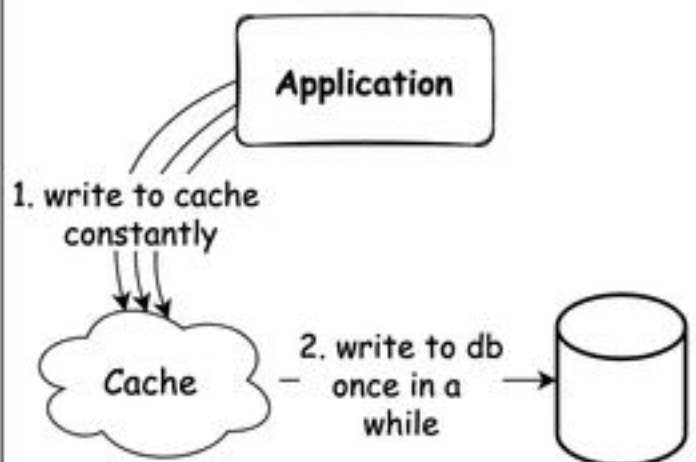 Application
1. write to cache
constantly
Cache
2. write to db
once in a
while